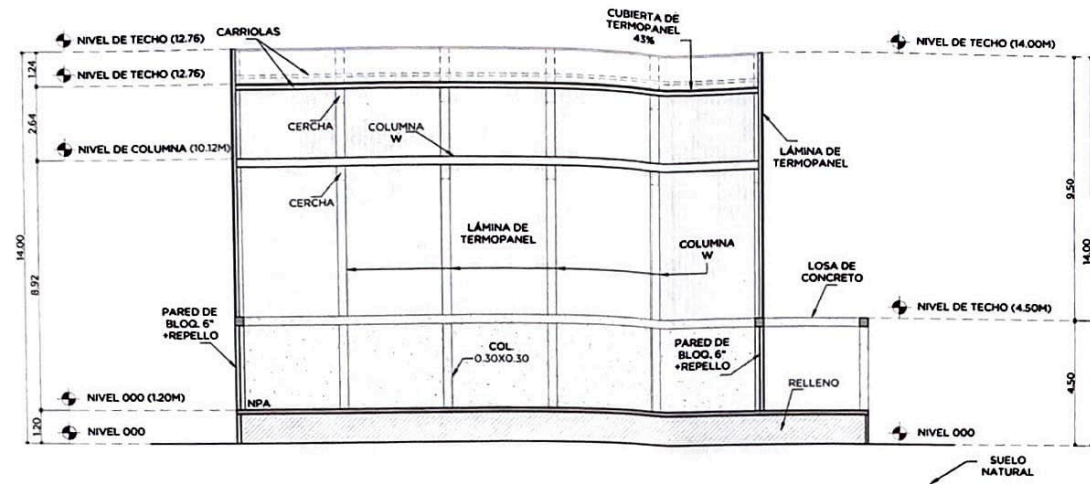 NIVEL DE TECHO (12.76)
CARRIOLAS
CUBIERTA DE
TERMOPANEL
43%
NIVEL DE TECHO (14.00M)
1.24
NIVEL DE TECHO (12.76)
CERCHA
COLUMNA
W
2.64
NIVEL DE COLUMNA (10.12M)
LÁMINA DE
TERMOPANEL
CERCHA
9.50
14.00
8.92
LÁMINA DE
TERMOPANEL
COLUMNA
W
14.00
LOSA DE
CONCRETO
NIVEL DE TECHO (4.50M)
PARED DE
BLOQ. 6"
+REPELLO
COL.
0.30X0.30
PARED DE
BLOQ. 6"
+REPELLO
RELLENO
4.50
NIVEL 000 (1.20M)
NPA
1.20
NIVEL 000
NIVEL 000
SUELO
NATURAL